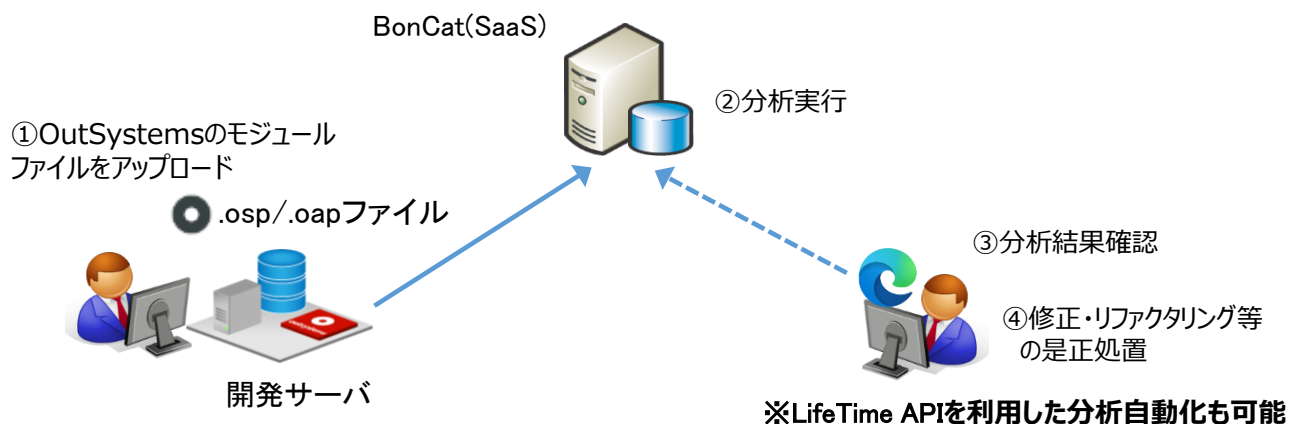 BonCat(SaaS)
②分析実行
①OutSystemsのモジュール
ファイルをアップロード
.osp/.oapファイル
outsystems
開発サーバ
③分析結果確認
④修正・リファクタリング等
の是正処置
※LifeTime APIを利用した分析自動化も可能